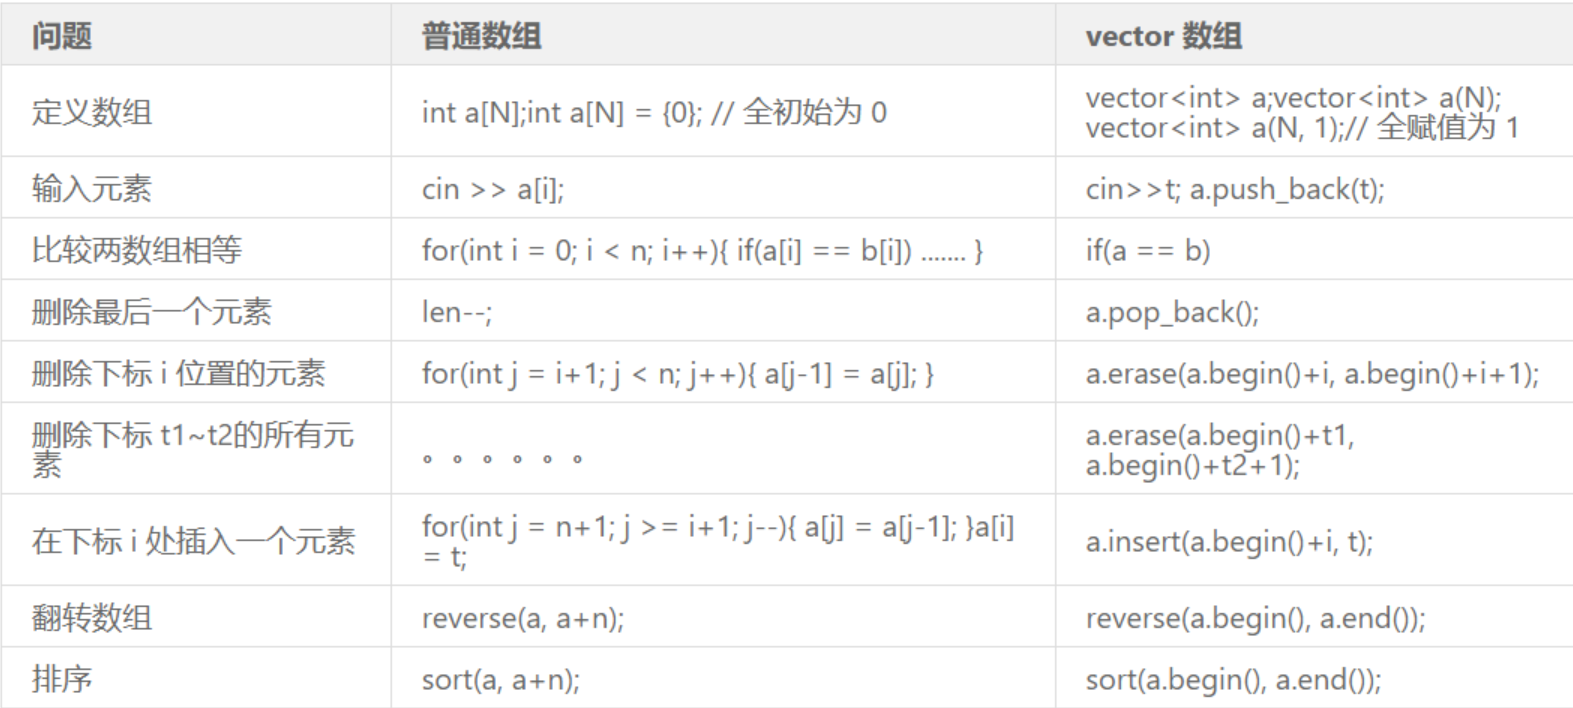 问题
普通数组
vector 数组
定义数组
int a[N];int a[N] = {0}; // 全初始为 0
vector<int> a;vector<int> a(N);
vector<int> a(N, 1);// 全赋值为 1
输入元素
cin >> a[i];
cin>>t; a.push_back(t);
比较两数组相等
for(int i = 0; i < n; i++){ if(a[i] == b[i]) ....... }
if(a == b)
删除最后一个元素
len--;
a.pop_back();
删除下标 i 位置的元素
for(int j = i+1; j < n; j++){ a[j-1] = a[j]; }
a.erase(a.begin()+i, a.begin()+i+1);
删除下标 t1~t2的所有元
素
。。。。。。
a.erase(a.begin()+t1,
a.begin()+t2+1);
在下标 i 处插入一个元素
for(int j = n+1; j >= i+1; j--){ a[j] = a[j-1]; }a[i]
= t;
a.insert(a.begin()+i, t);
翻转数组
reverse(a, a+n);
reverse(a.begin(), a.end());
排序
sort(a, a+n);
sort(a.begin(), a.end());